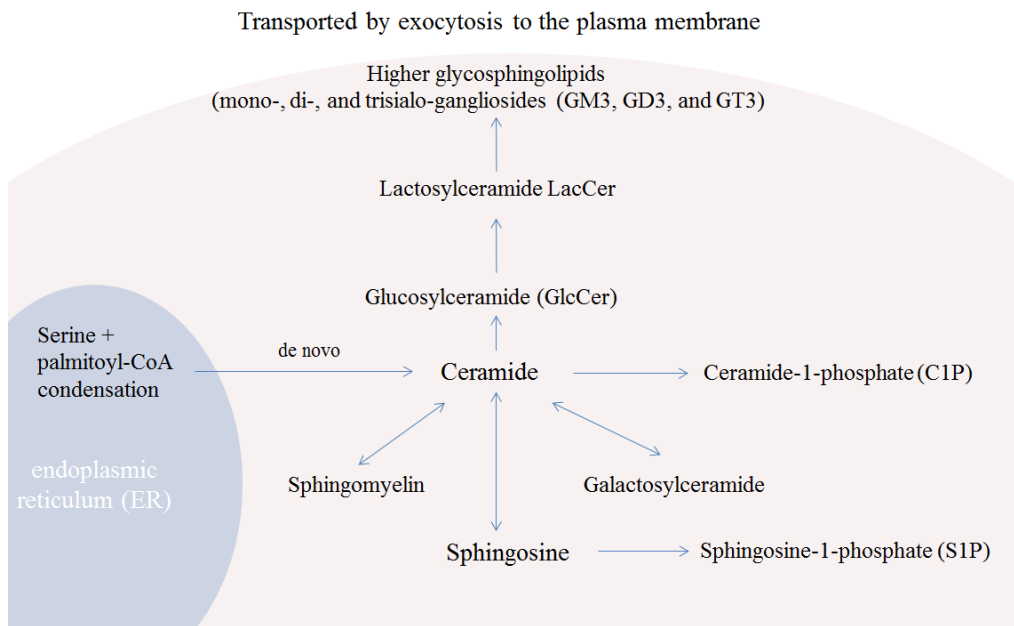 Transported by exocytosis to the plasma membrane
Higher glycosphingolipids
(mono-, di-, and trisialo-gangliosides (GM3, GD3, and GT3)
Lactosylceramide LacCer
Glucosylceramide (GlcCer)
Serine +
palmitoyl-CoA
condensation
de novo
Ceramide
Ceramide-1-phosphate (C1P)
endoplasmic
reticulum (ER)
Sphingomyelin
Galactosylceramide
Sphingosine
Sphingosine-1-phosphate (S1P)